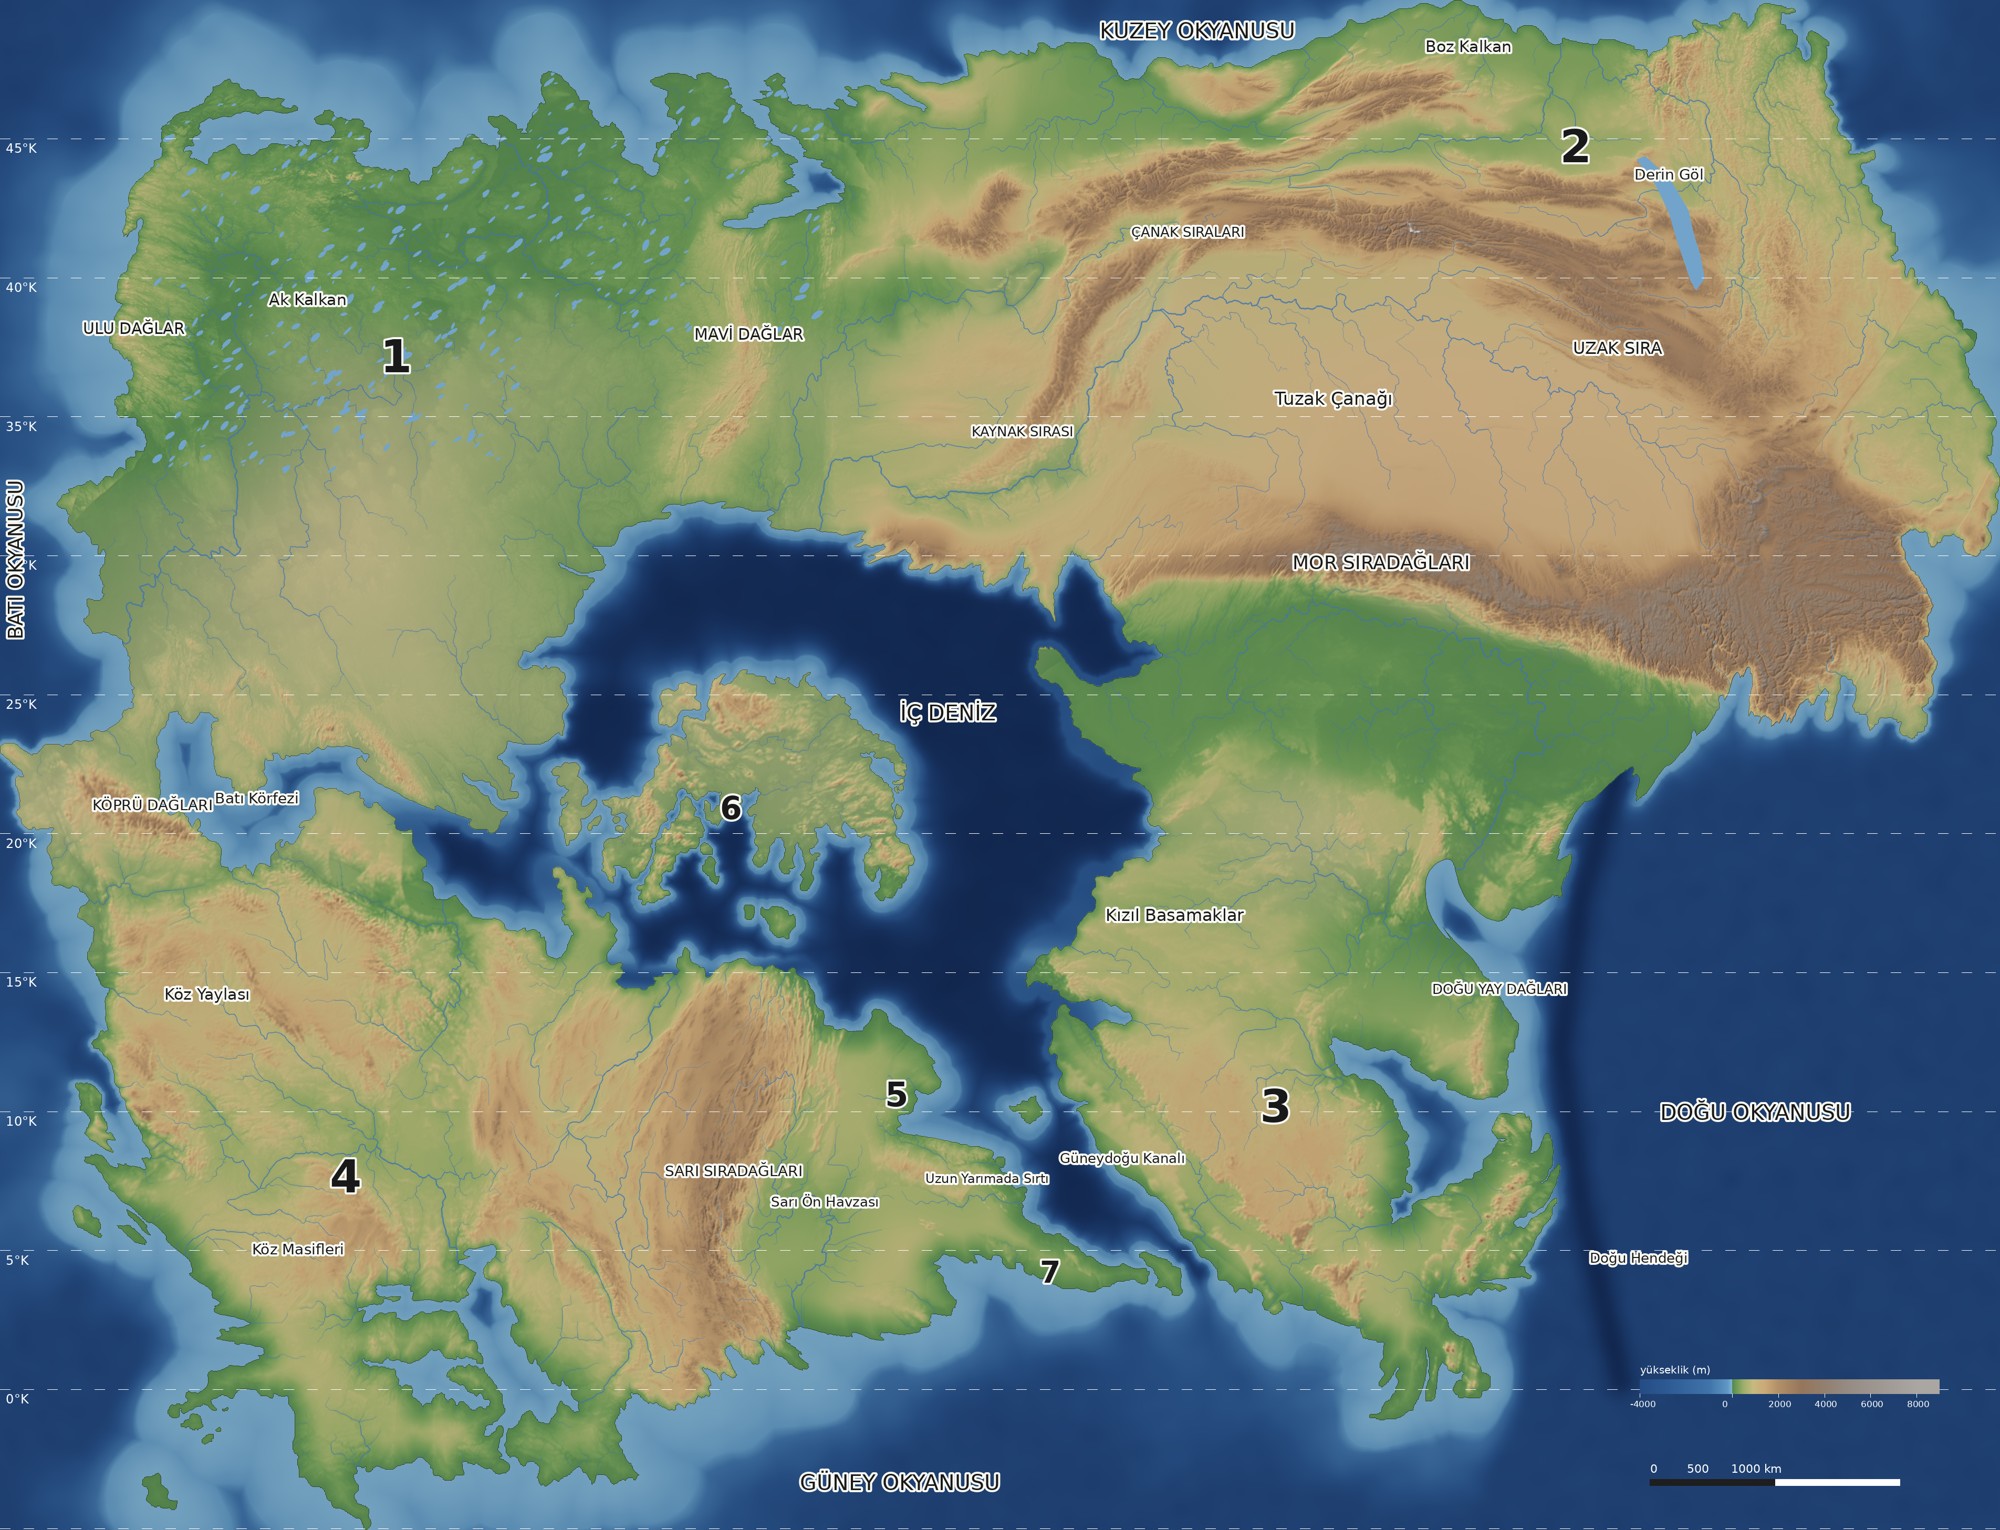 KUZEY OKYANUSU
Boz Kalkan
45°K
2
Derin Göl
ÇANAK SIRALARI
40°K
Ak Kalkan
ULU DAĞLAR
MAVİ DAĞLAR
UZAK SIRA
1
Tuzak Çanağı
35°K
KAYNAK SIRASI
BATI OKYANUSU
MOR SIRADAĞLARI
25°K
İÇ DENİZ
KÖPRÜ DAĞLARI
Batı Körfezi
6
20°K
Kızıl Basamaklar
15°K
Köz Yaylası
DOĞU YAY DAĞLARI
5
3
10°K
DOĞU OKYANUSU
Güneydoğu Kanalı
4
SARI SIRADAĞLARI
Uzun Yarımada Sırtı
Sarı Ön Havzası
Köz Masifleri
5°K
7
Doğu Hendeği
yükseklik (m)
-4000 0 2000 4000 6000 8000
0°K
0 500 1000 km
GÜNEY OKYANUSU